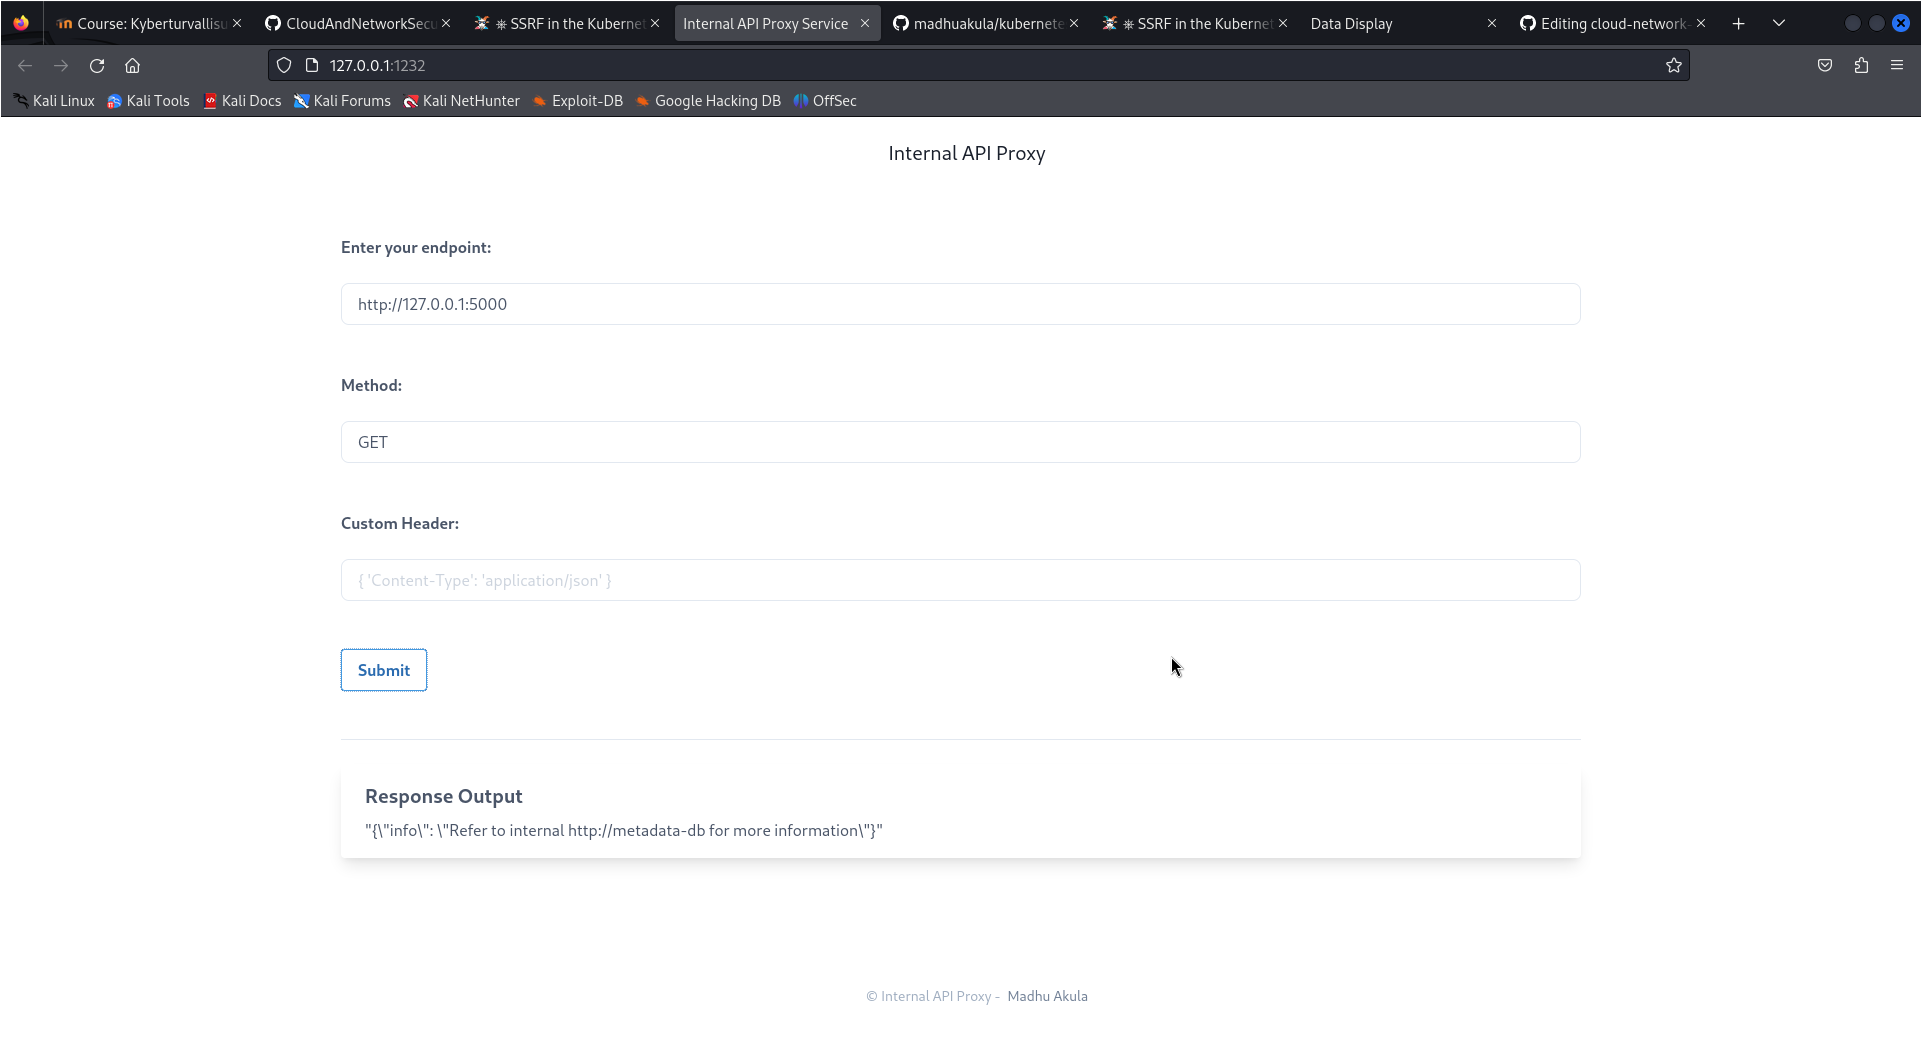 Course: Kyberturvallisu
CloudAndNetworkSecu
⎈ SSRF in the Kubernet
Internal API Proxy Service
madhuakula/kubernete
⎈ SSRF in the Kubernet
Data Display
Editing cloud-network-
127.0.0.1:1232
Kali Linux
Kali Tools
Kali Docs
Kali Forums
Kali NetHunter
Exploit-DB
Google Hacking DB
OffSec
Internal API Proxy
Enter your endpoint:
http://127.0.0.1:5000
Method:
GET
Custom Header:
{ 'Content-Type': 'application/json' }
Submit
Response Output
"{\"info\": \"Refer to internal http://metadata-db for more information\"}"
© Internal API Proxy - Madhu Akula